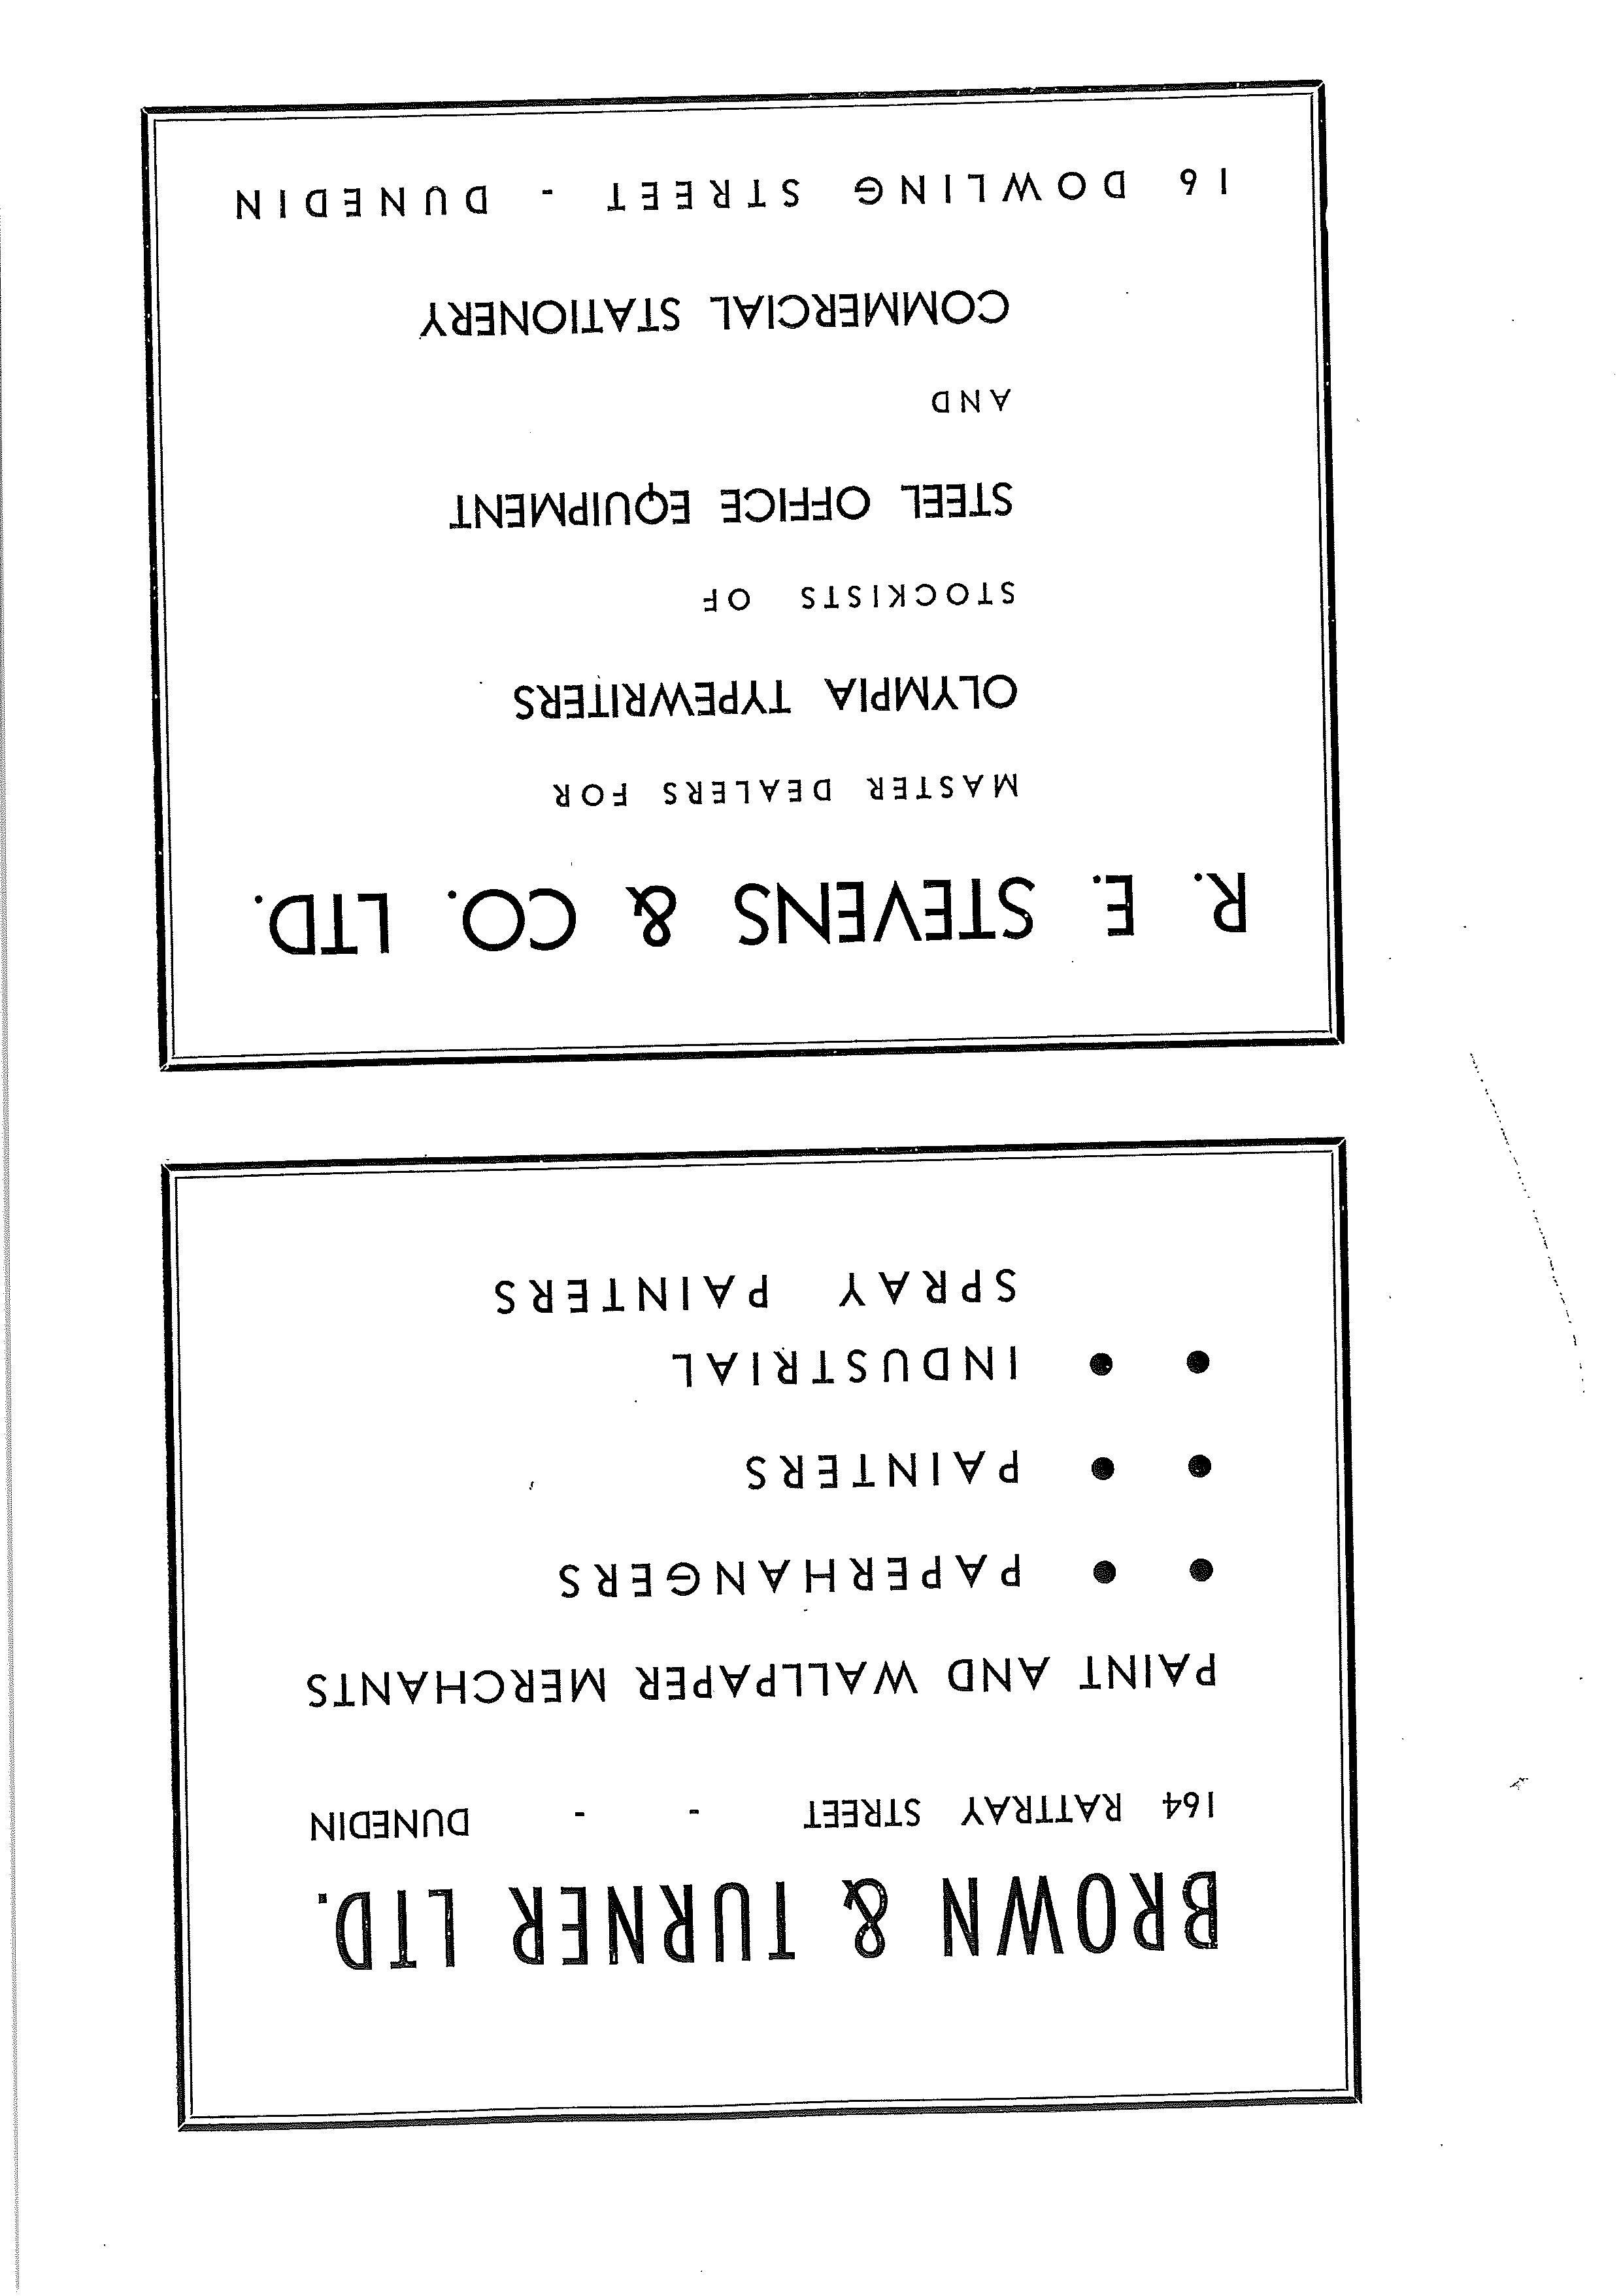 BROWN & TURNER LTD.
164 RATTRAY STREET - - DUNEDIN
PAINT AND WALLPAPER MERCHANTS
● ● PAPERHANGERS
● ● PAINTERS
● ● INDUSTRIAL
SPRAY PAINTERS
R. E. STEVENS & CO. LTD.
MASTER DEALERS FOR
OLYMPIA TYPEWRITERS
STOCKISTS OF
STEEL OFFICE EQUIPMENT
AND
COMMERCIAL STATIONERY
16 DOWLING STREET - DUNEDIN